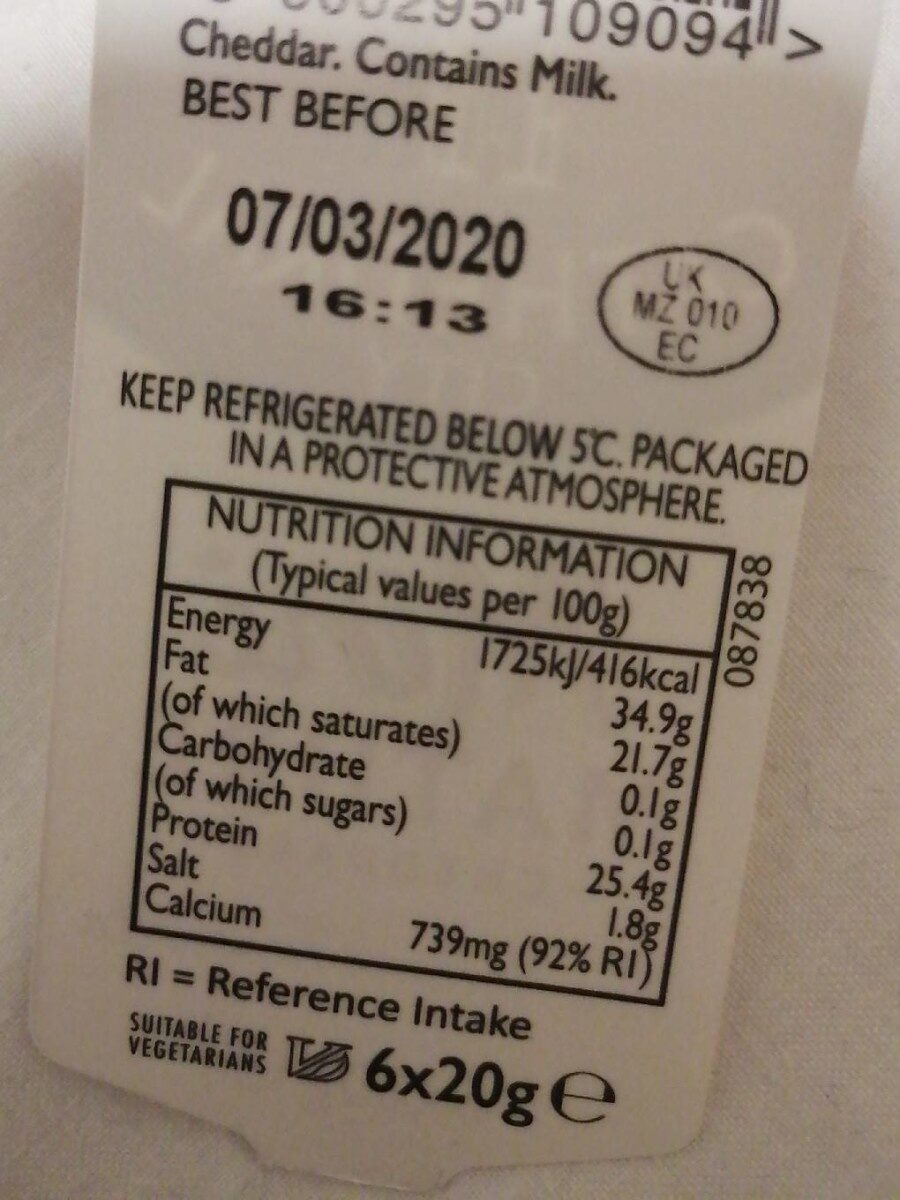 109094 >
Cheddar. Contains Milk.
BEST BEFORE
07/03/2020
16:13
UK
MZ 010
EC
KEEP REFRIGERATED BELOW 5°C. PACKAGED
IN A PROTECTIVE ATMOSPHERE.
NUTRITION INFORMATION
(Typical values per 100g)
Energy 1725kJ/416kcal
Fat 34.9g
(of which saturates) 21.7g
Carbohydrate 0.1g
(of which sugars) 0.1g
Protein 25.4g
Salt 1.8g
Calcium 739mg (92% RI)
087838
RI = Reference Intake
SUITABLE FOR
VEGETARIANS
6x20g e